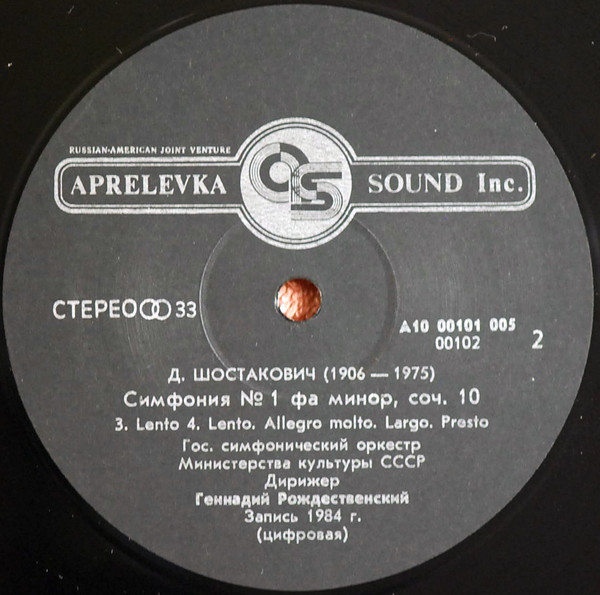 RUSSIAN-AMERICAN JOINT VENTURE
APRELEVKA SOUND Inc.
СТЕРЕО 33
А10 00101 005
00102 2
Д. ШОСТАКОВИЧ (1906 — 1975)
Симфония № 1 фа минор, соч. 10
3. Lento 4. Lento. Allegro molto. Largo. Presto
Гос. симфонический оркестр
Министерства культуры СССР
Дирижер
Геннадий Рождественский
Запись 1984 г.
(цифровая)